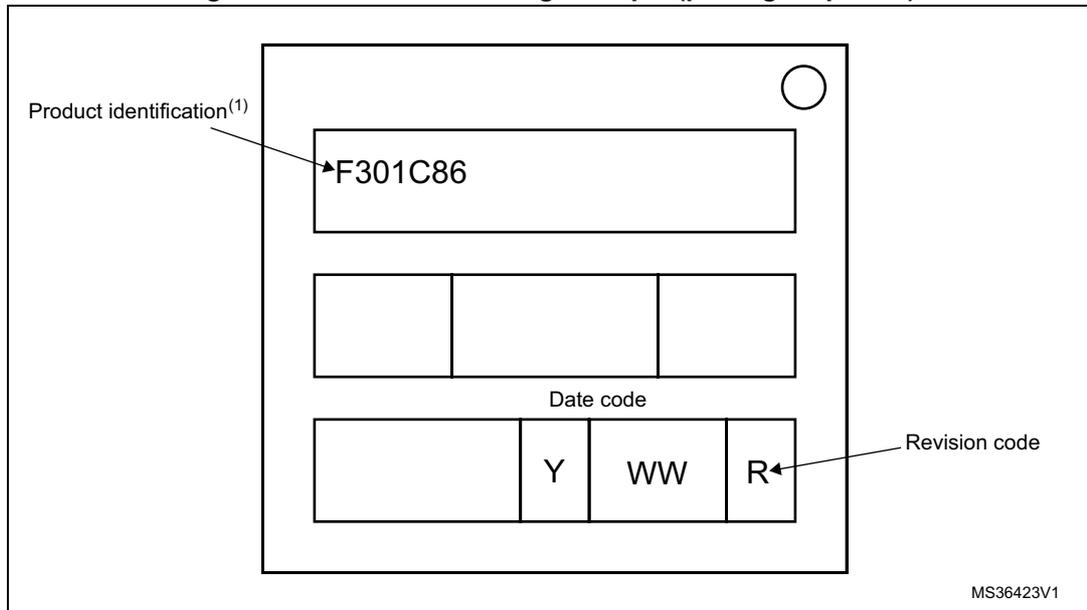 Product identification(1)
F301C86
Date code
Y WW R
Revision code
MS36423V1